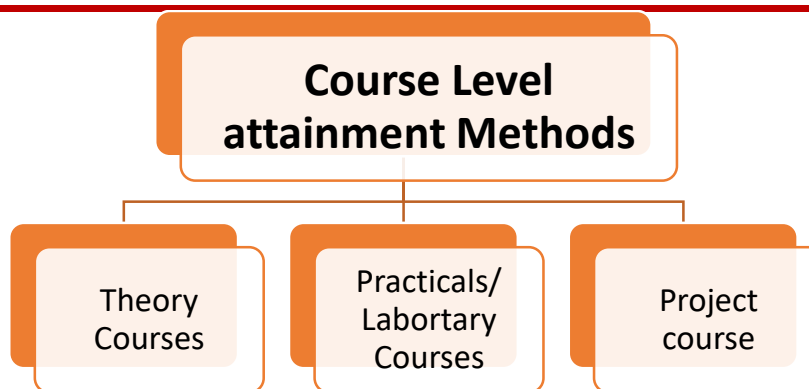 Course Level
attainment Methods
Theory
Courses
Practicals/
Labortary
Courses
Project
course